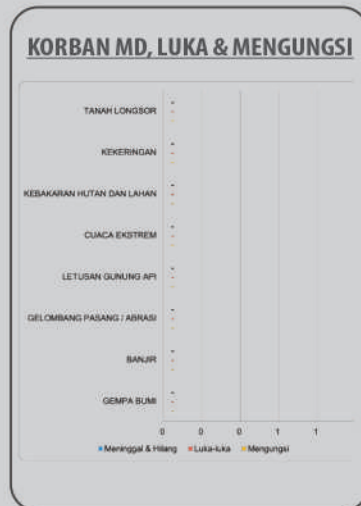 KORBAN MD, LUKA & MENGUNGSI
TANAH LONGSOR
KEKERINGAN
KEBAKARAN HUTAN DAN LAHAN
CUACA EKSTREM
LETUSAN GUNUNG API
GELOMBANG PASANG / ABRASI
BANJIR
GEMPA BUMI
0 0 0 1 1
Meninggal & Hilang Luka-luka Mengungsi